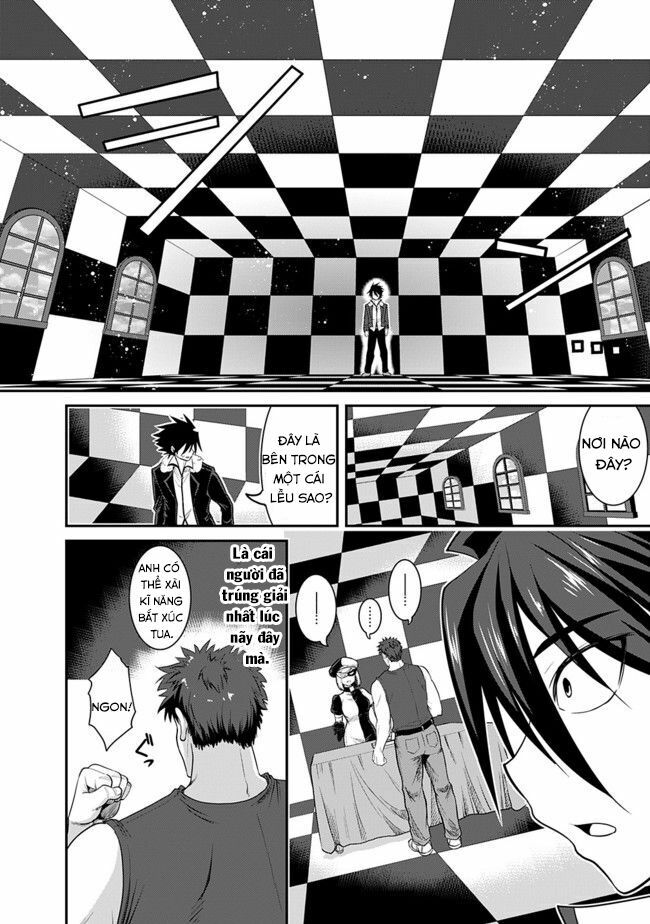 NƠI NÀO
ĐÂY?
ĐÂY LÀ
BÊN TRONG
MỘT CÁI
LỀU SAO?
Là cái
người đã
trúng giải
nhất lúc
nãy đây
mà.
ANH CÓ
THỂ XÀI
KĨ NĂNG
BẮT XÚC
TUA.
NGON!